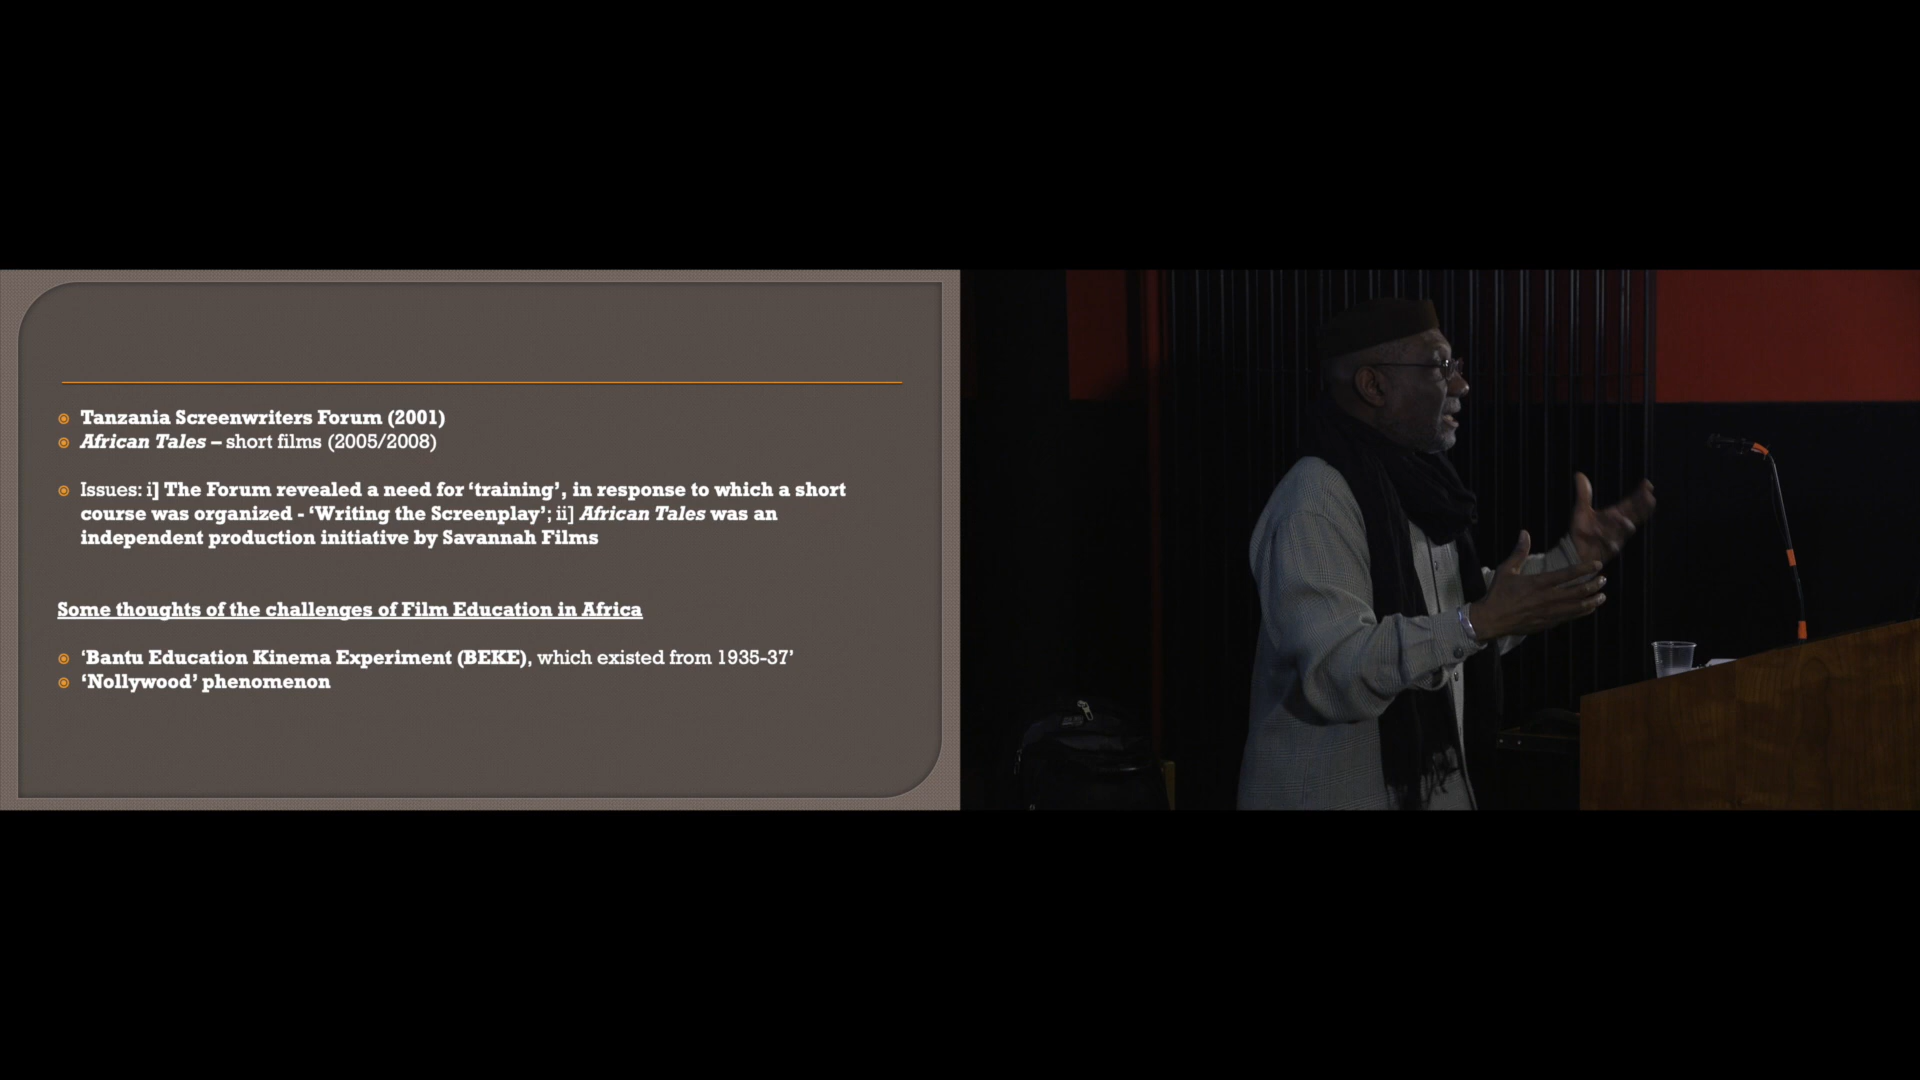 Tanzania Screenwriters Forum (2001)
African Tales – short films (2005/2008)
Issues: i] The Forum revealed a need for ‘training’, in response to which a short
course was organized - ‘Writing the Screenplay’; ii] African Tales was an
independent production initiative by Savannah Films
Some thoughts of the challenges of Film Education in Africa
‘Bantu Education Kinema Experiment (BEKE), which existed from 1935-37’
‘Nollywood’ phenomenon